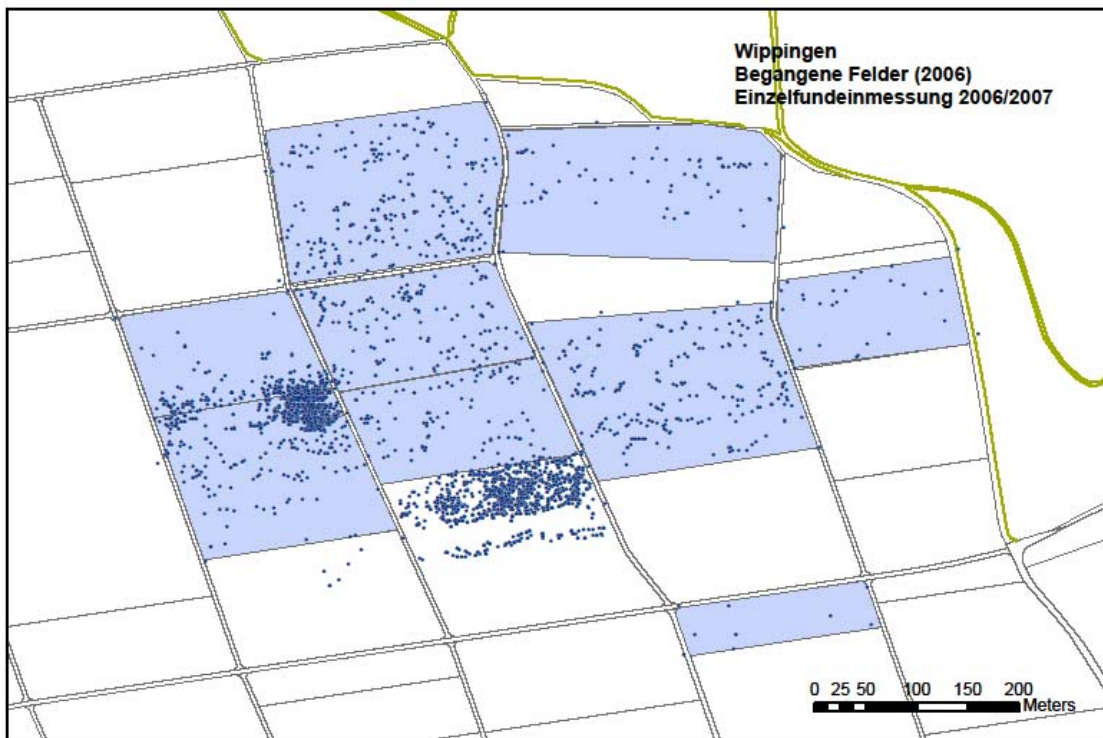 Wippingen
Begangene Felder (2006)
Einzelfundeinmessung 2006/2007
0 25 50 100 150 200
Meters